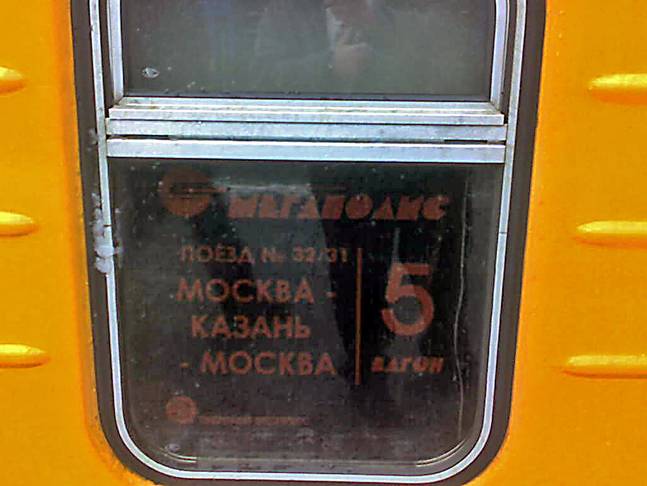 МЕГАПОЛИС
ПОЕЗД № 32/31
МОСКВА -
КАЗАНЬ
- МОСКВА
5
ВАГОН